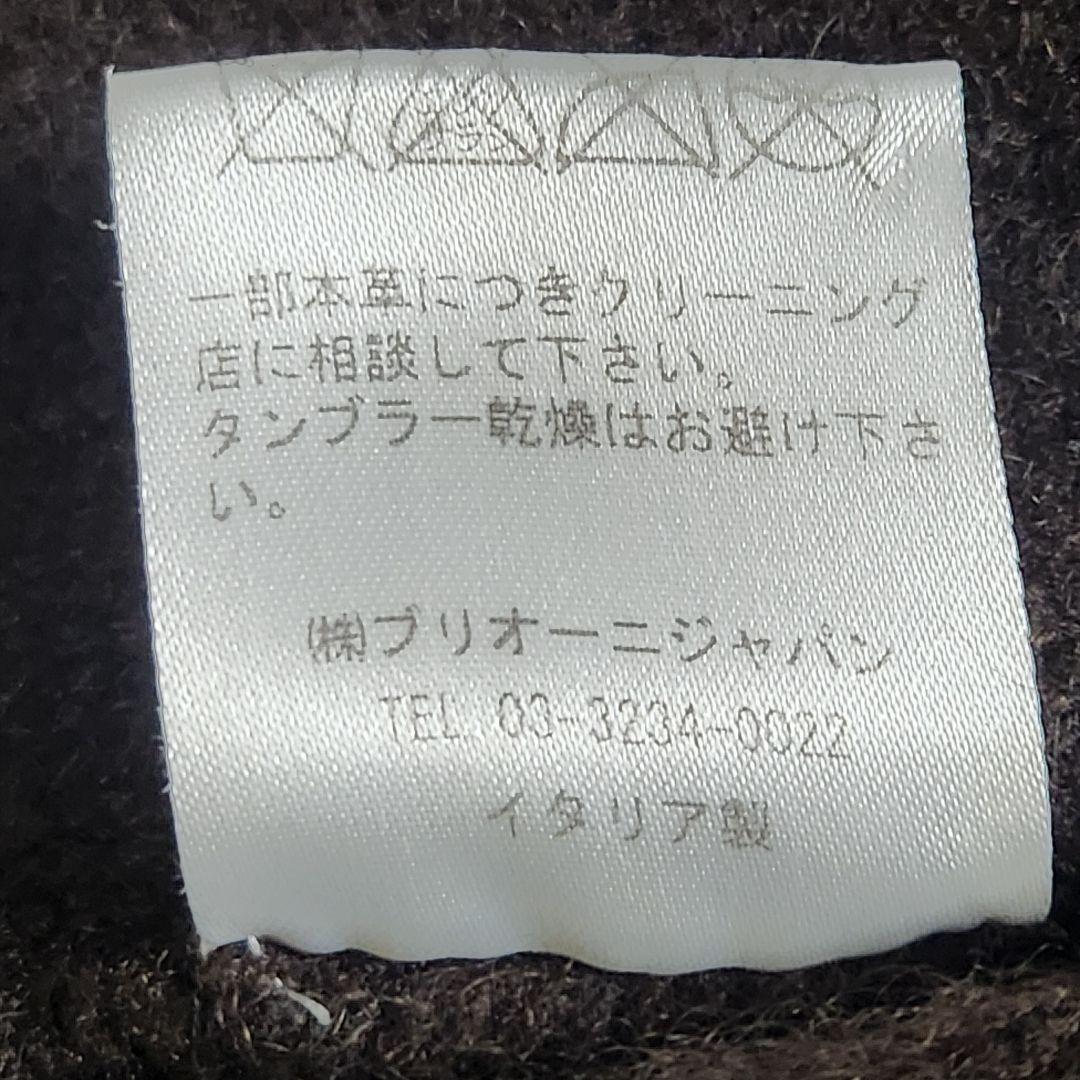 一部本革につきクリーニング
店に相談して下さい。
タンブラー乾燥はお避け下さ
い。
㈱ブリオーニジャパン
TEL 03-3234-0022
イタリア製